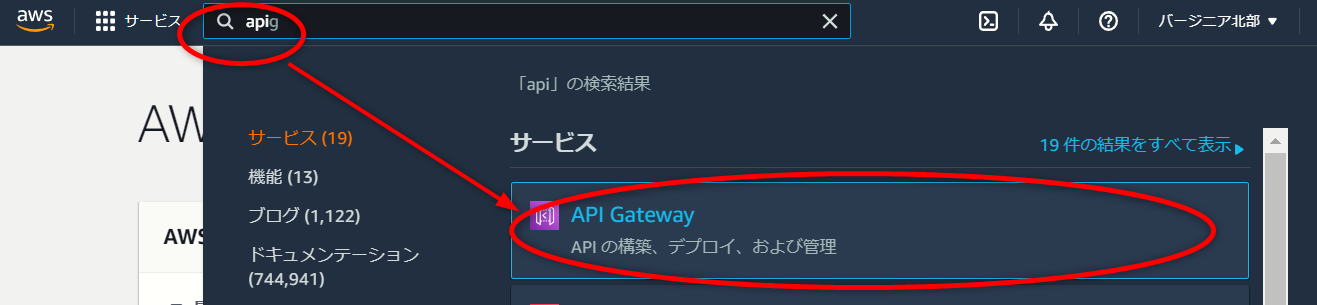 aws
サービス
apig
バージニア北部 ▼
「api」の検索結果
AW
サービス (19)
機能 (13)
ブログ (1,122)
ドキュメンテーション
(744,941)
サービス
19 件の結果をすべて表示 ▶
API Gateway
API の構築、デプロイ、および管理
AWS